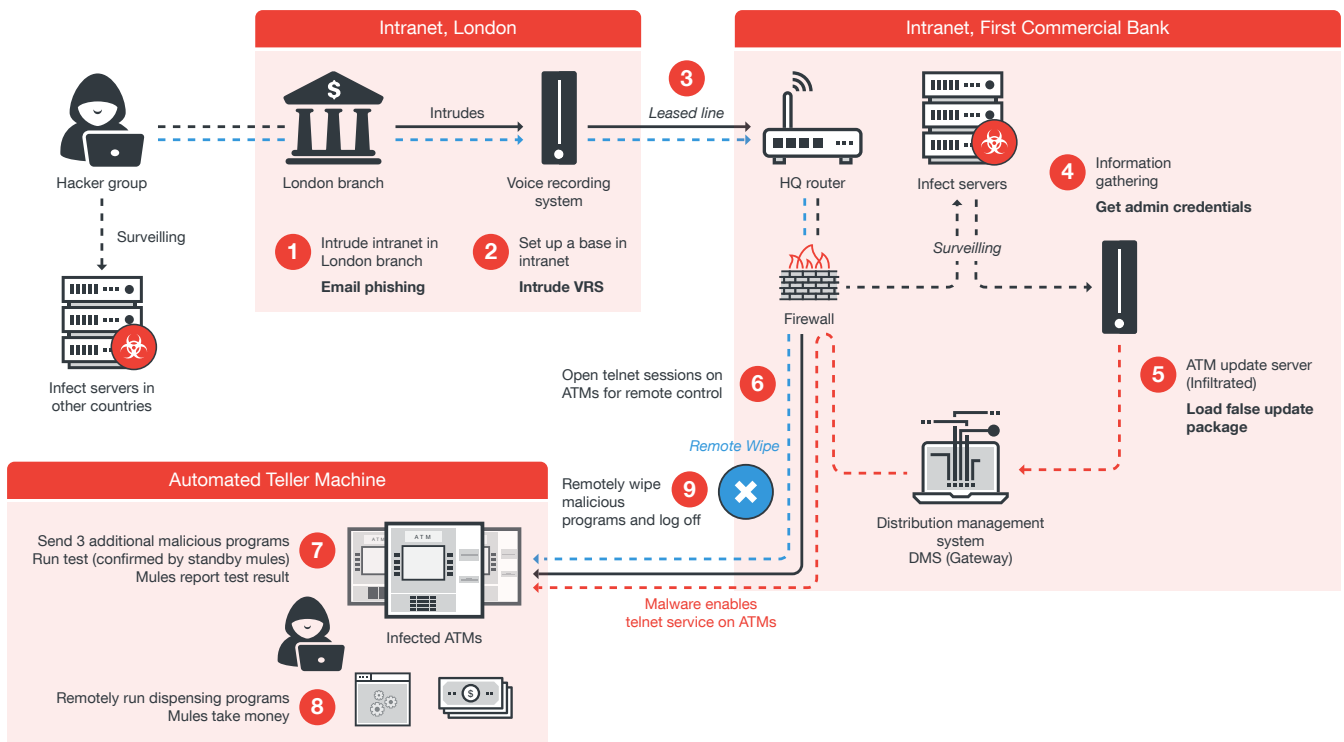 Intranet, London
Intranet, First Commercial Bank
3
Intrudes
Leased line
Hacker group
London branch
Voice recording
system
HQ router
Infect servers
4
Information
gathering
Get admin credentials
Surveilling
1
Intrude intranet in
London branch
Email phishing
2
Set up a base in
intranet
Intrude VRS
Surveilling
Firewall
Infect servers in
other countries
Open telnet sessions on
ATMs for remote control
6
5
ATM update server
(Infiltrated)
Load false update
package
Remote Wipe
Remotely wipe
malicious
programs and log off
9
Distribution management
system
DMS (Gateway)
Automated Teller Machine
Send 3 additional malicious programs
Run test (confirmed by standby mules)
Mules report test result
7
ATM
ATM
Infected ATMs
Malware enables
telnet service on ATMs
Remotely run dispensing programs
Mules take money
8
$
$